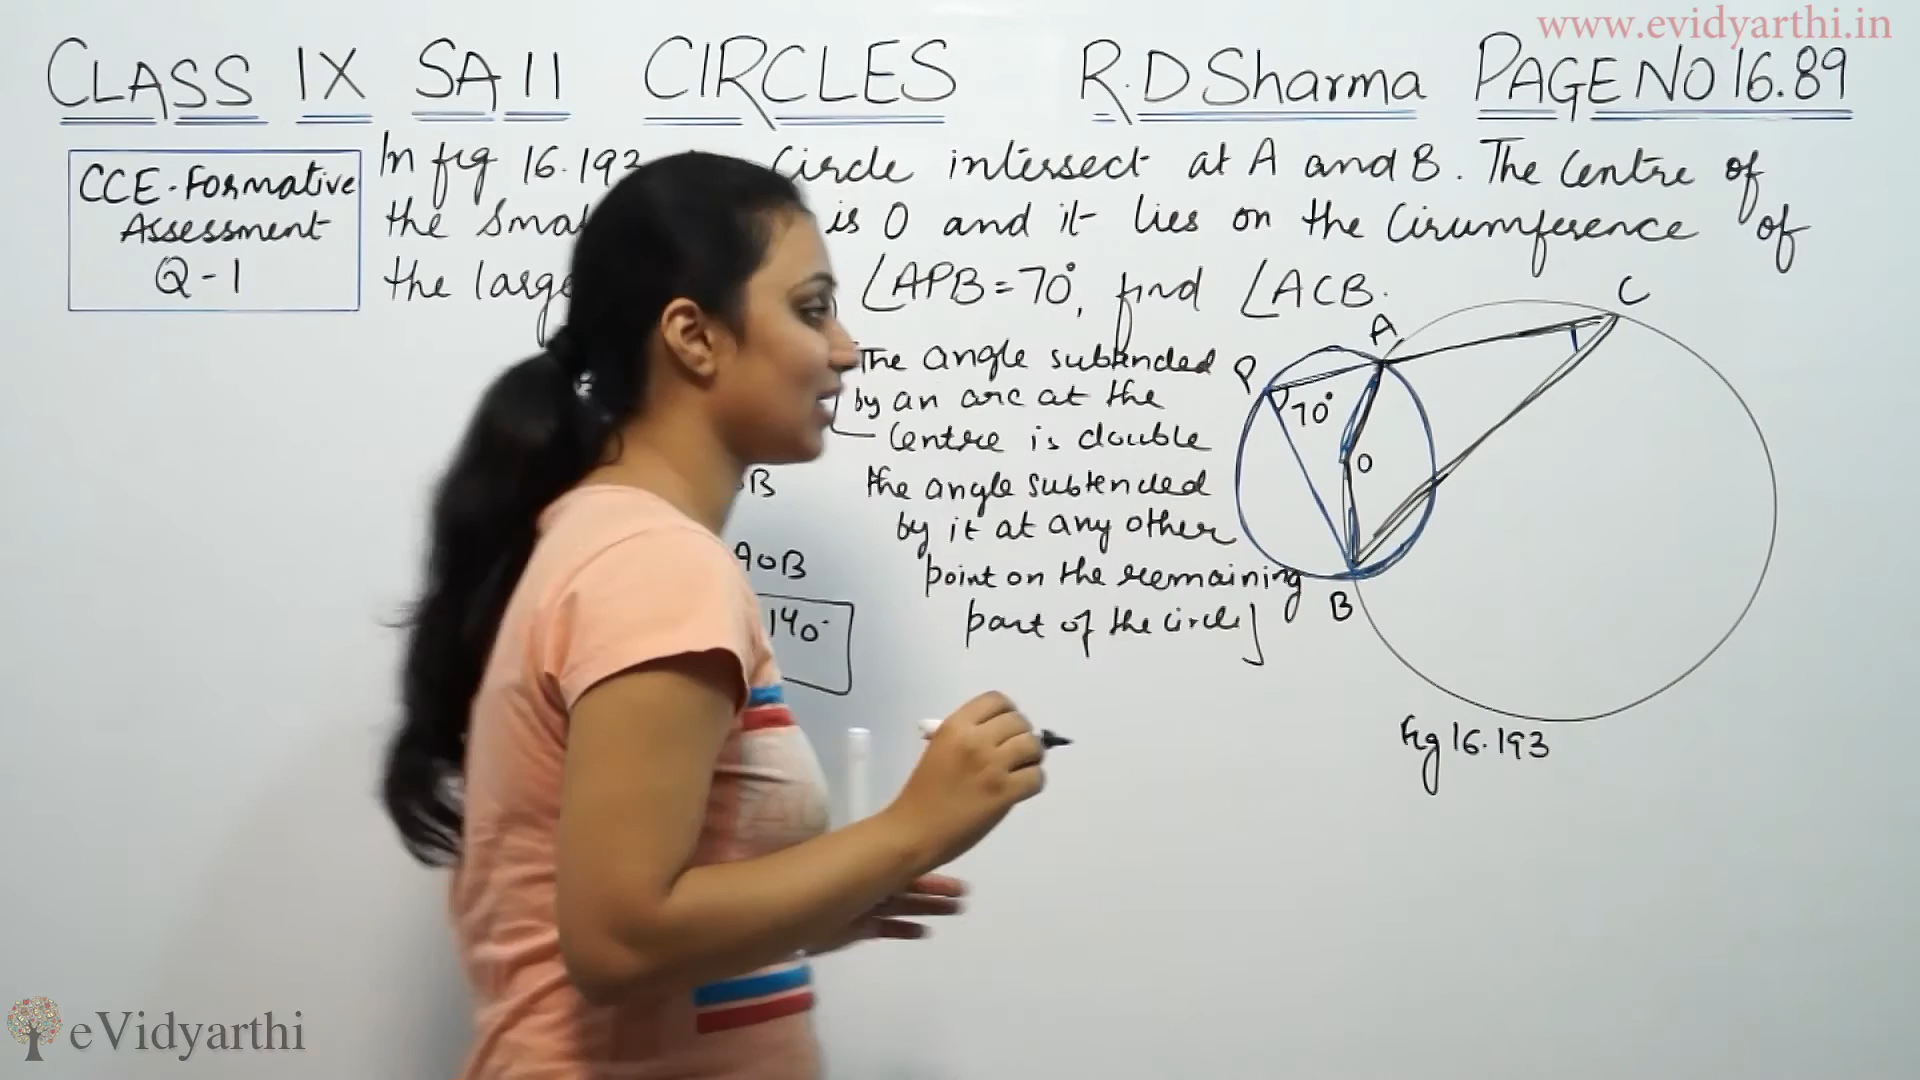 www.evidyarthi.in
CLASS IX SA II CIRCLES R.D Sharma PAGE NO 16.89
CCE-Formative
Assessment
Q-1
In fig 16.193 Circle intersect at A and B. The Centre of
the is O and it lies on the Cirumference of
the ∠APB=70°, find ∠ACB.
The angle subtended
by an arc at the
Centre is double
the angle subtended
by it at any other
point on the remaining
part of the circle]
AOB
140°
C
A
P
70°
O
B
Fig 16.193
eVidyarthi